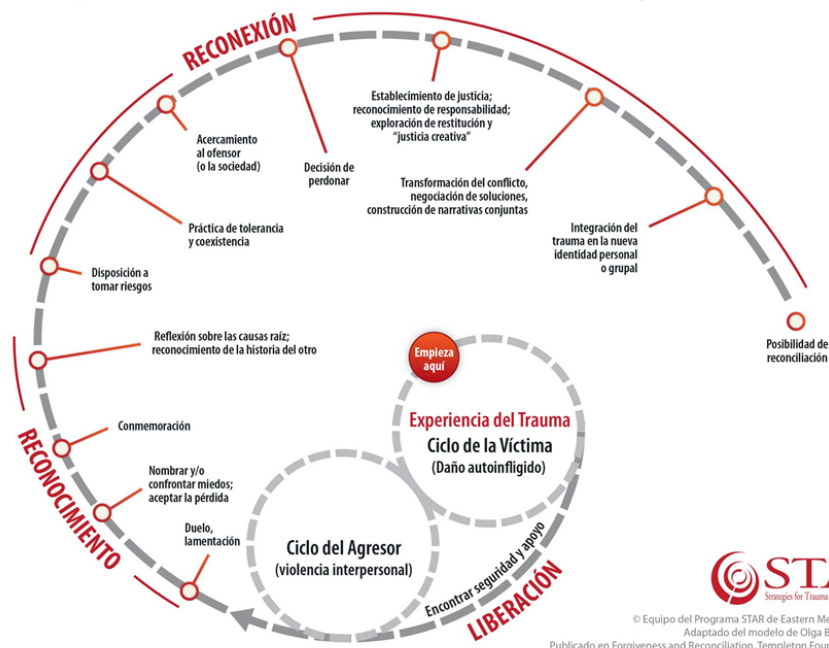 Empieza
aquí
Experiencia del Trauma
Ciclo de la Víctima
(Daño autoinfligido)
Ciclo del Agresor
(violencia interpersonal)
LIBERACIÓN
Encontrar seguridad y apoyo
RECONOCIMIENTO
Duelo,
lamentación
Nombrar y/o
confrontar miedos;
aceptar la pérdida
Conmemoración
Reflexión sobre las causas raíz;
reconocimiento de la historia del otro
RECONEXIÓN
Disposición a
tomar riesgos
Práctica de tolerancia
y coexistencia
Acercamiento
al ofensor
(o la sociedad)
Decisión de
perdonar
Establecimiento de justicia;
reconocimiento de responsabilidad;
exploración de restitución y
“justicia creativa”
Transformación del conflicto,
negociación de soluciones,
construcción de narrativas conjuntas
Integración del
trauma en la nueva
identidad personal
o grupal
Posibilidad de
reconciliación
Strategies for Trauma
© Equipo del Programa STAR de Eastern
Adaptado del modelo de Olga
Publicado en Forgiveness and Reconciliation, Templeton